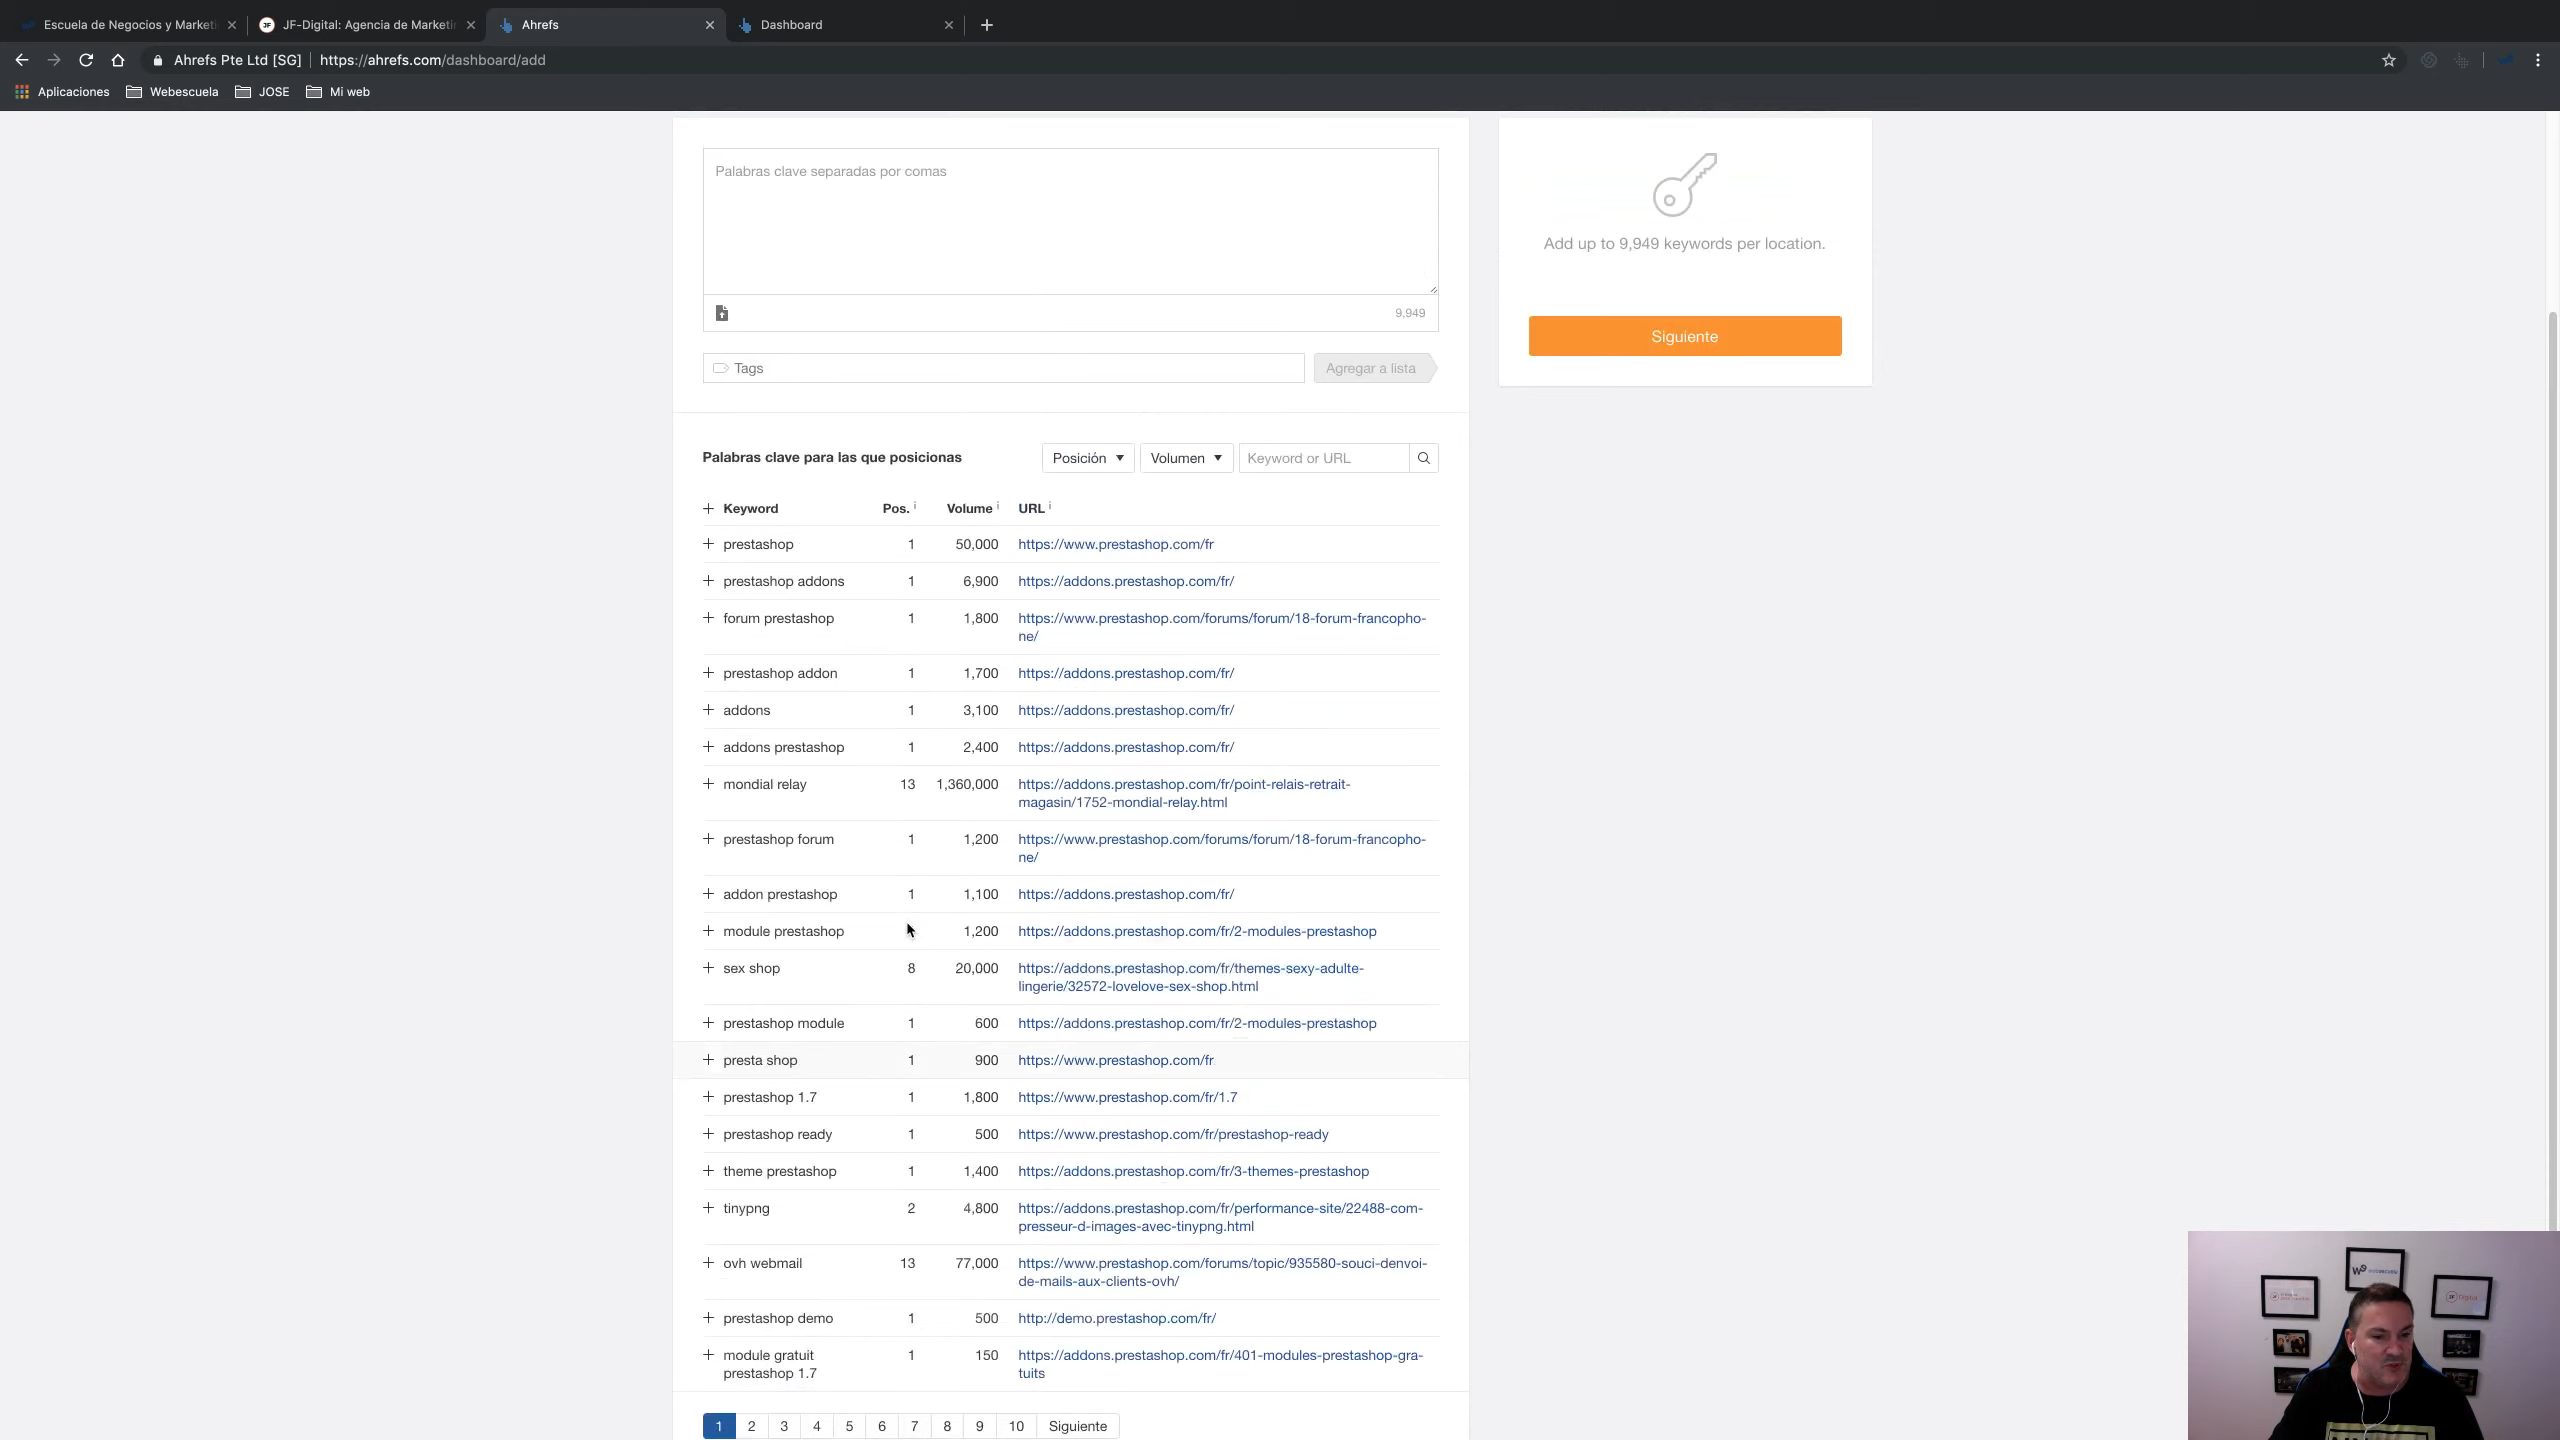 Escuela de Negocios y Marketi
JF-Digital: Agencia de Marketi
Ahrefs
Dashboard
Ahrefs Pte Ltd [SG] | https://ahrefs.com/dashboard/add
Aplicaciones
Webescuela
JOSE
Mi web
Palabras clave separadas por comas
9,949
Tags
Agregar a lista
Add up to 9,949 keywords per location.
Siguiente
Palabras clave para las que posicionas
Posición
Volumen
Keyword or URL
Keyword Pos. i Volume i URL i
prestashop 1 50,000 https://www.prestashop.com/fr
prestashop addons 1 6,900 https://addons.prestashop.com/fr/
forum prestashop 1 1,800 https://www.prestashop.com/forums/forum/18-forum-francopho-
ne/
prestashop addon 1 1,700 https://addons.prestashop.com/fr/
addons 1 3,100 https://addons.prestashop.com/fr/
addons prestashop 1 2,400 https://addons.prestashop.com/fr/
mondial relay 13 1,360,000 https://addons.prestashop.com/fr/point-relais-retrait-
magasin/1752-mondial-relay.html
prestashop forum 1 1,200 https://www.prestashop.com/forums/forum/18-forum-francopho-
ne/
addon prestashop 1 1,100 https://addons.prestashop.com/fr/
module prestashop 1,200 https://addons.prestashop.com/fr/2-modules-prestashop
sex shop 8 20,000 https://addons.prestashop.com/fr/themes-sexy-adulte-
lingerie/32572-lovelove-sex-shop.html
prestashop module 1 600 https://addons.prestashop.com/fr/2-modules-prestashop
presta shop 1 900 https://www.prestashop.com/fr
prestashop 1.7 1 1,800 https://www.prestashop.com/fr/1.7
prestashop ready 1 500 https://www.prestashop.com/fr/prestashop-ready
theme prestashop 1 1,400 https://addons.prestashop.com/fr/3-themes-prestashop
tinypng 2 4,800 https://addons.prestashop.com/fr/performance-site/22488-com-
presseur-d-images-avec-tinypng.html
ovh webmail 13 77,000 https://www.prestashop.com/forums/topic/935580-souci-denvoi-
de-mails-aux-clients-ovh/
prestashop demo 1 500 http://demo.prestashop.com/fr/
module gratuit 1 150 https://addons.prestashop.com/fr/401-modules-prestashop-gra-
prestashop 1.7 tuits
1 2 3 4 5 6 7 8 9 10 Siguiente